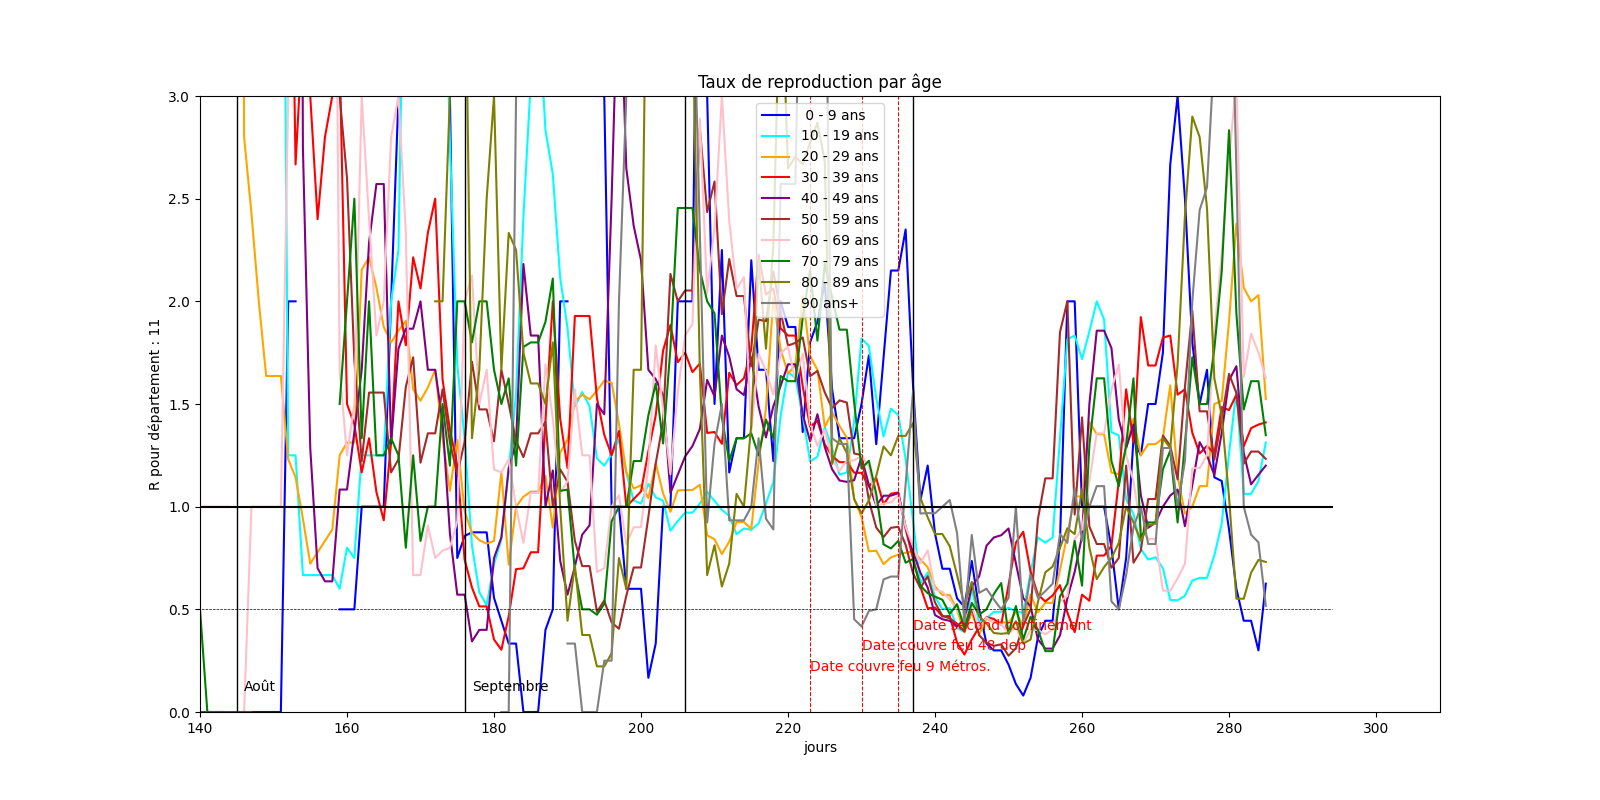 Taux de reproduction par âge
R pour département : 11
3.0
2.5
2.0
1.5
1.0
0.5
0.0
0 - 9 ans
10 - 19 ans
20 - 29 ans
30 - 39 ans
40 - 49 ans
50 - 59 ans
60 - 69 ans
70 - 79 ans
80 - 89 ans
90 ans+
Date second confinement
Date couvre feu 48 dep
Date couvre feu 9 Métros.
Août
Septembre
140 160 180 200 220 240 260 280 300
jours